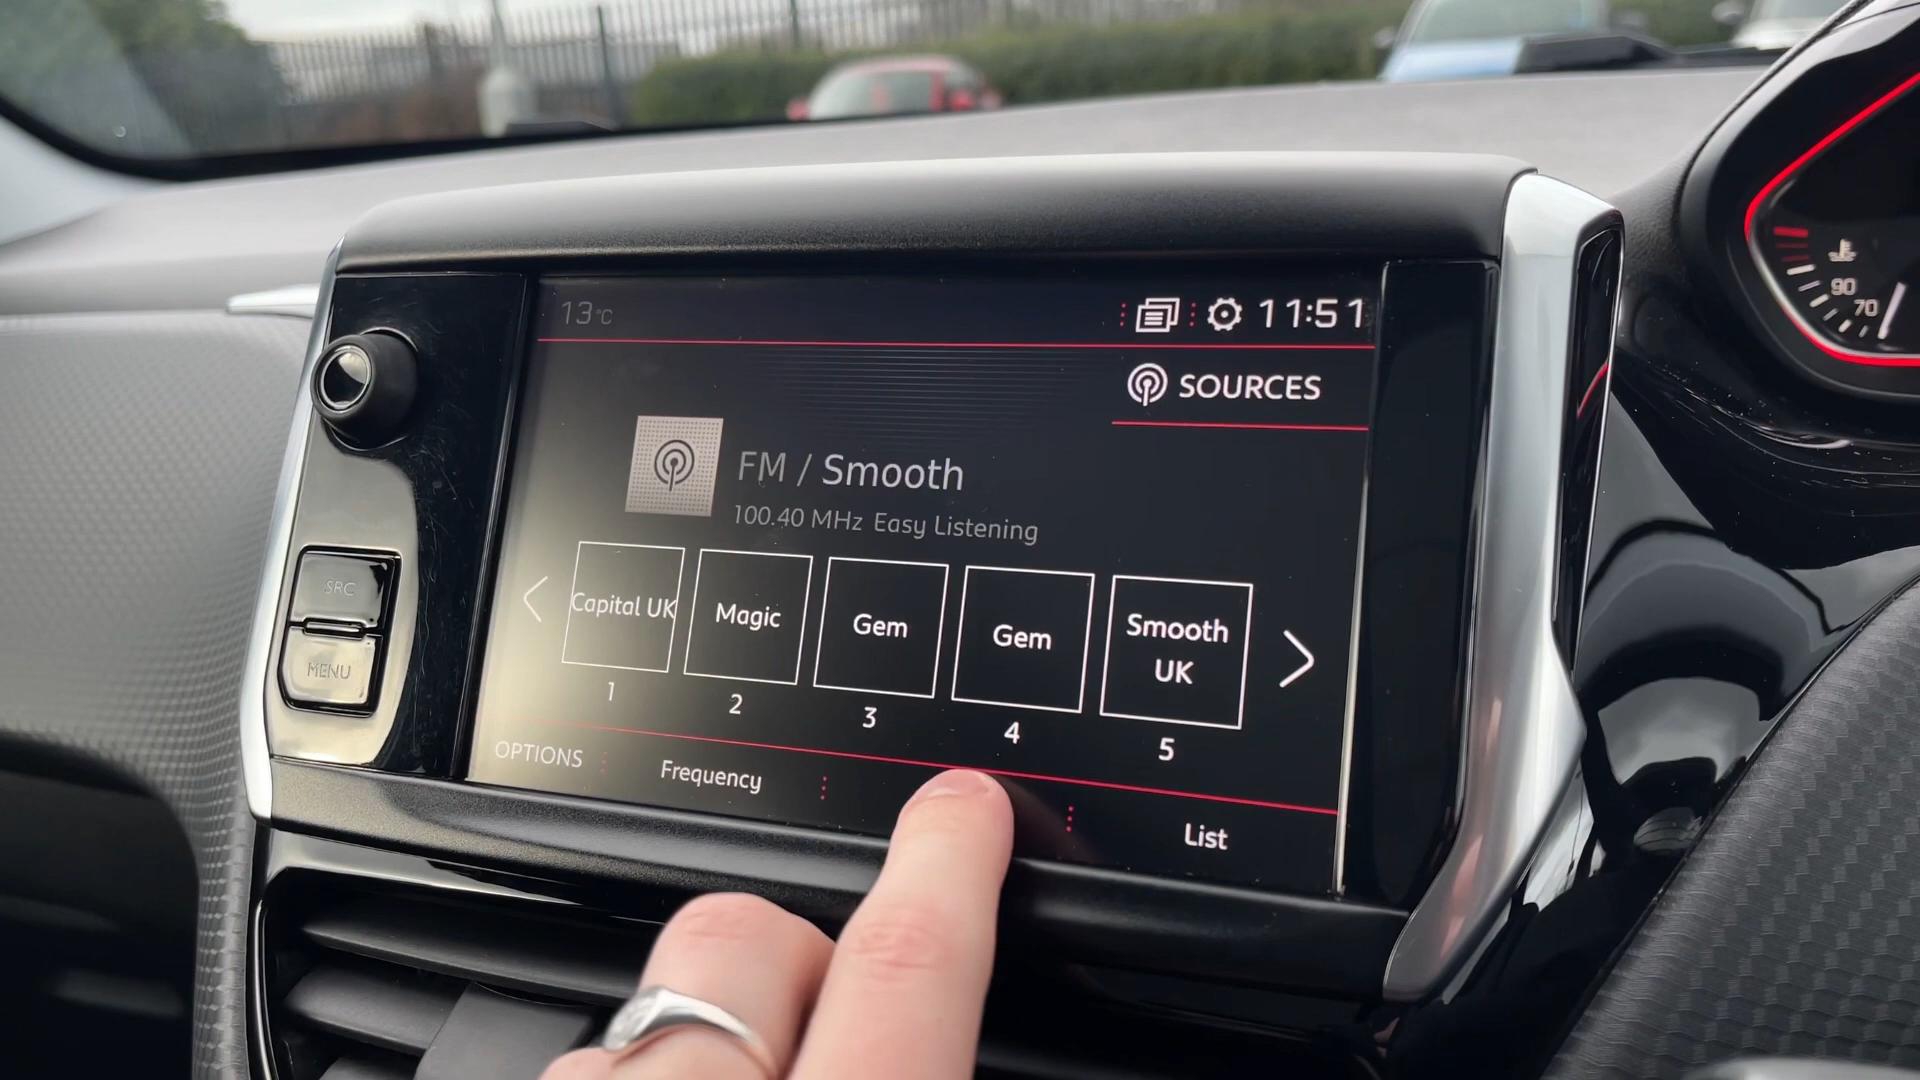 13°C
11:51
SOURCES
FM / Smooth
100.40 MHz Easy Listening
SRC
MENU
Capital UK
Magic
Gem
Gem
Smooth
UK
1
2
3
4
5
OPTIONS
Frequency
List
90
70